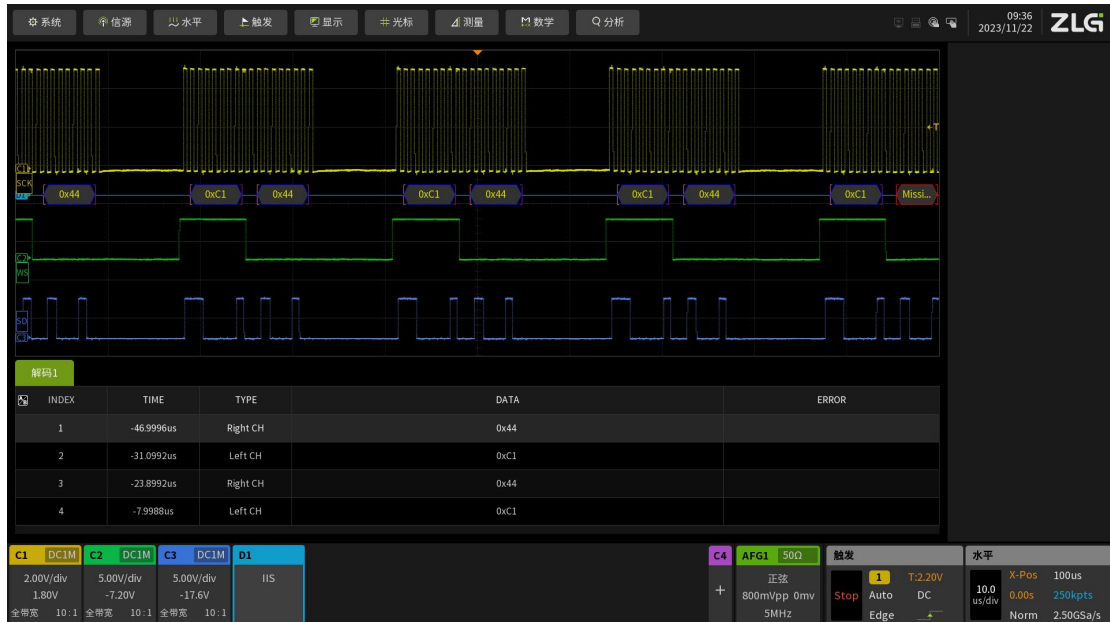 系统 信源 水平 触发 显示 光标 测量 数学 分析 09:36 2023/11/22 ZLG
T
C1
SCK
D1
0x44 0xC1 0x44 0xC1 0x44 0xC1 0x44 0xC1 Missi...
C2
WS
SD
C3
解码1
INDEX TIME TYPE DATA ERROR
1 -46.9996us Right CH 0x44
2 -31.0992us Left CH 0xC1
3 -23.8992us Right CH 0x44
4 -7.9988us Left CH 0xC1
C1 DC1M C2 DC1M C3 DC1M D1 C4 AFG1 50Ω 触发 水平
2.00V/div 5.00V/div 5.00V/div IIS + 正弦 Stop 1 T:2.20V 10.0 us/div X-Pos 100us
1.80V -7.20V -17.6V 800mVpp 0mv Auto DC 0.00s 250kpts
全带宽 10:1 全带宽 10:1 全带宽 10:1 5MHz Edge Norm 2.50GSa/s